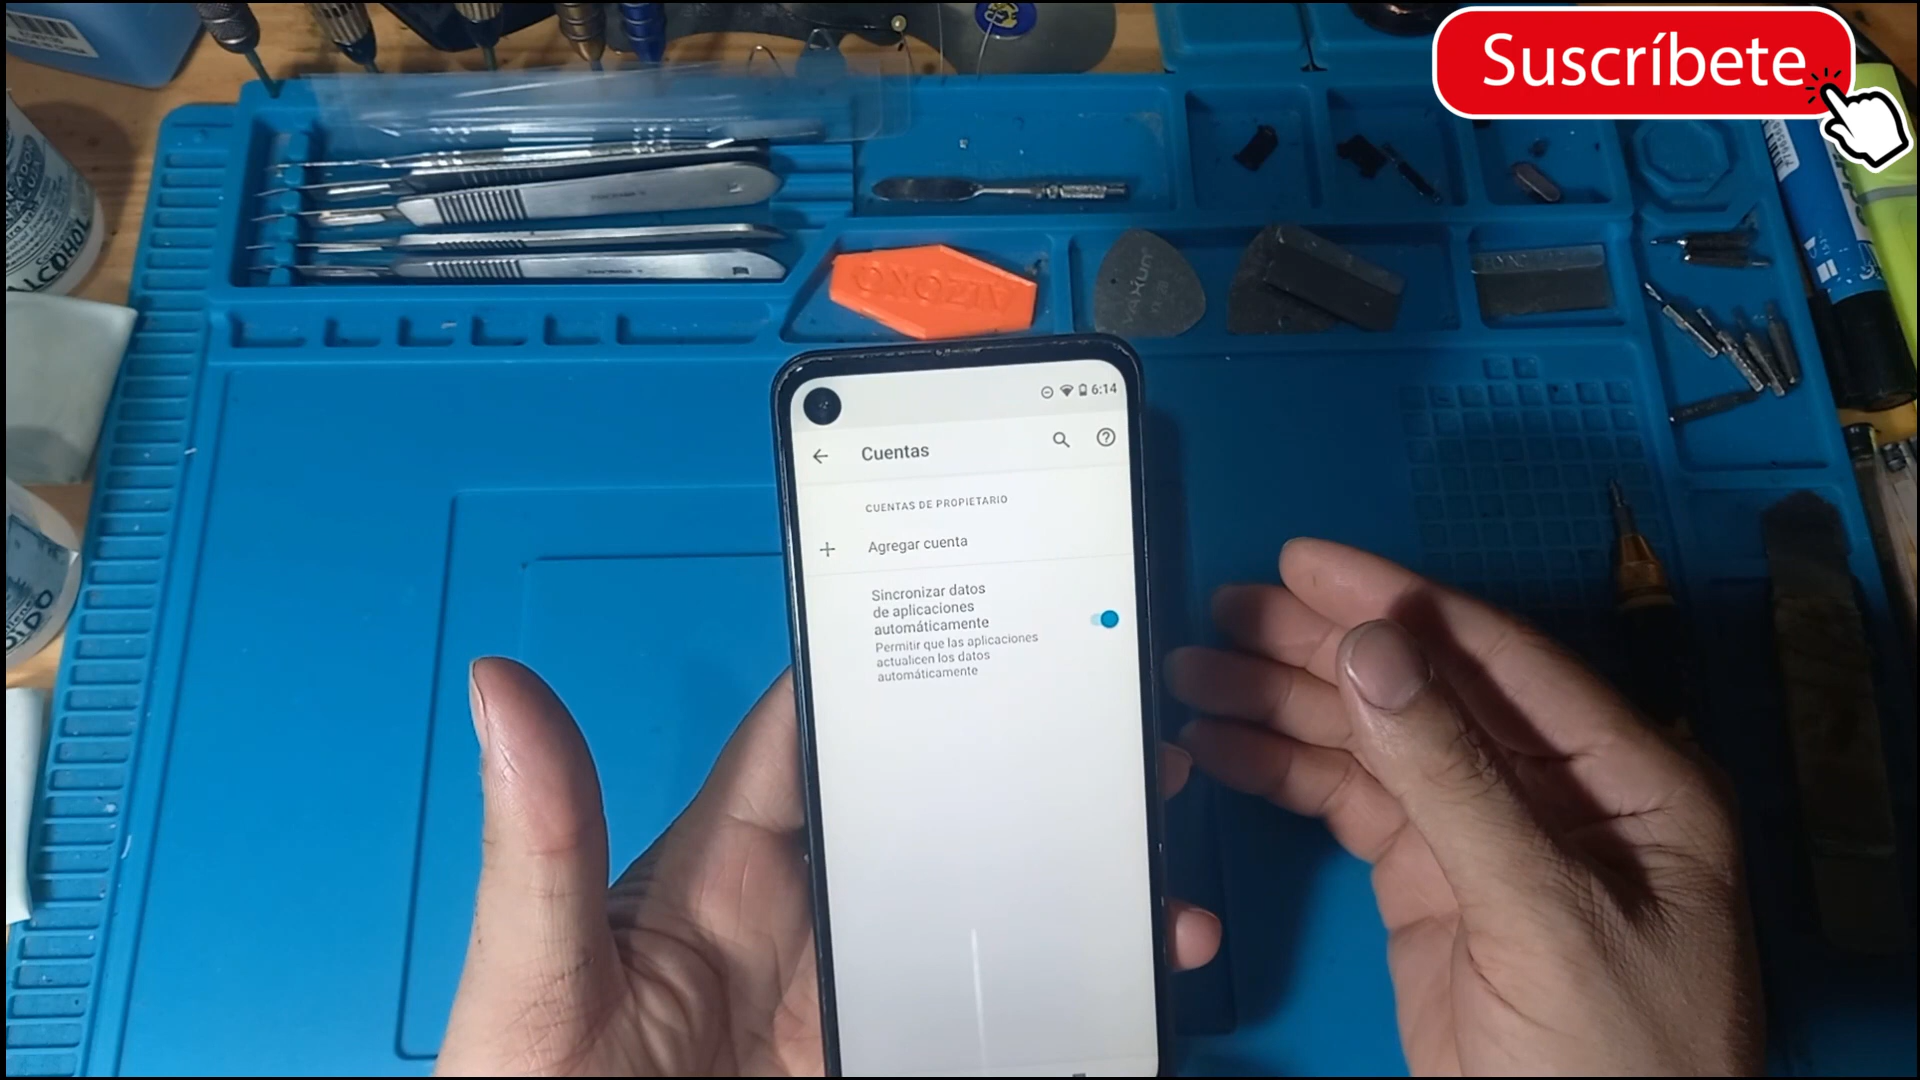 Suscríbete
ALCOHOL
AIZOKO
6:14
Cuentas
CUENTAS DE PROPIETARIO
Agregar cuenta
Sincronizar datos
de aplicaciones
automáticamente
Permitir que las aplicaciones
actualicen los datos
automáticamente